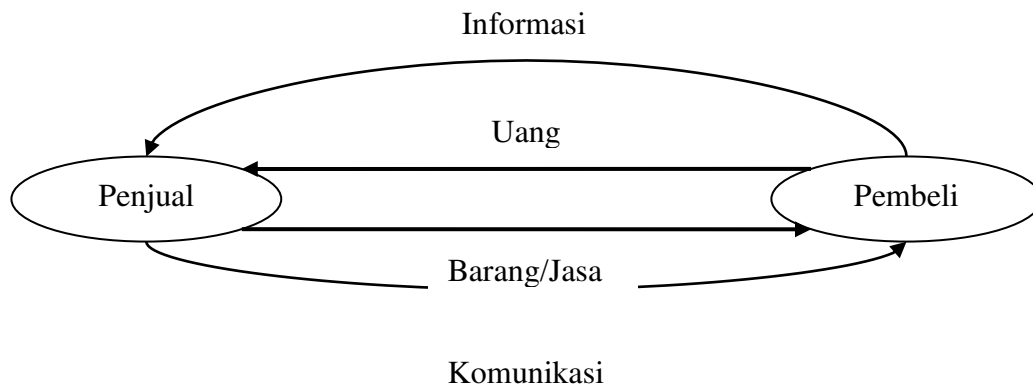 Informasi
Uang
Penjual
Pembeli
Barang/Jasa
Komunikasi